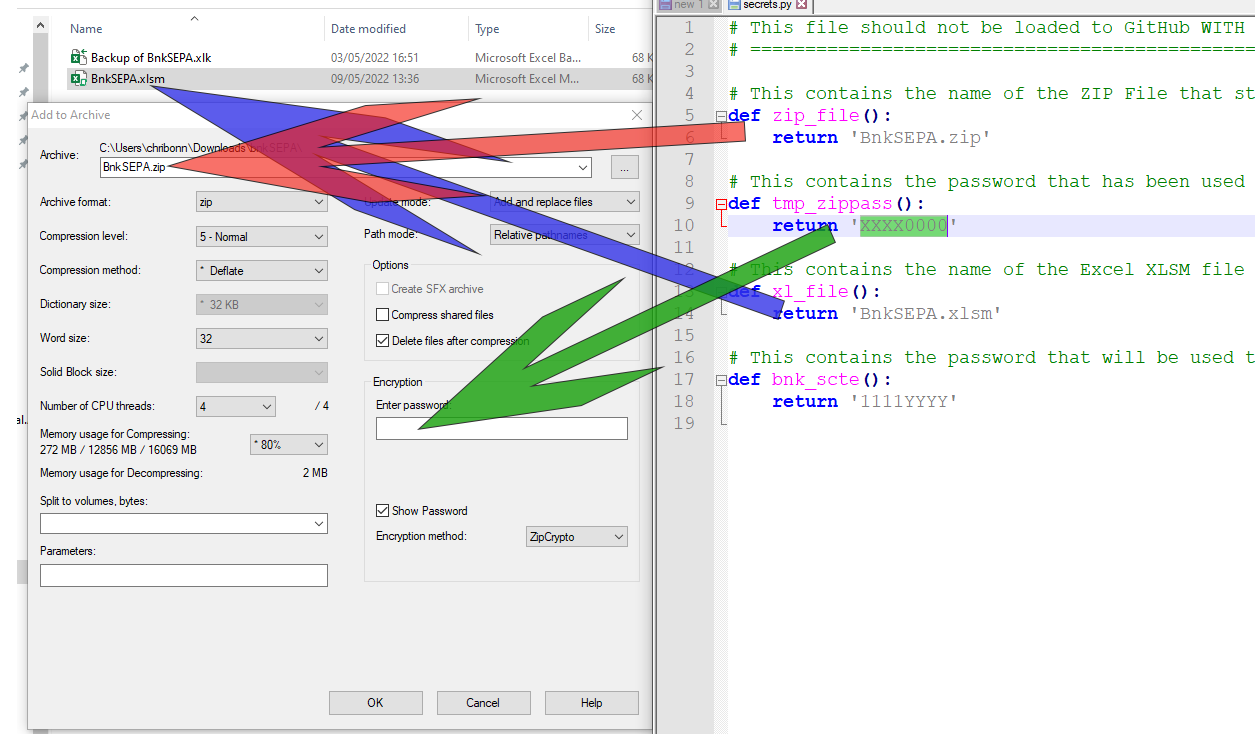 Name Date modified Type Size
Backup of BnkSEPA.xlk 03/05/2022 16:51 Microsoft Excel Ba... 68 K
BnkSEPA.xlsm 09/05/2022 13:36 Microsoft Excel M... 68 K
Add to Archive
Archive: C:\Users\chribonn\Downloads\bnkSEPA\
BnkSEPA.zip ...
Archive format: zip
Update mode: Add and replace files
Compression level: 5 - Normal
Path mode: Relative pathnames
Compression method: * Deflate
Options
Create SFX archive
Dictionary size: * 32 KB
Compress shared files
Word size: 32
Delete files after compression
Solid Block size:
Encryption
Number of CPU threads: 4 / 4
Enter password:
Memory usage for Compressing:
272 MB / 12856 MB / 16069 MB * 80%
Memory usage for Decompressing: 2 MB
Split to volumes, bytes:
Show Password
Encryption method: ZipCrypto
Parameters:
OK Cancel Help
al..
new 1 secrets.py
1 # This file should not be loaded to GitHub WITH
2 # ==============================================
3
4 # This contains the name of the ZIP File that st
5 def zip_file():
6 return 'BnkSEPA.zip'
7
8 # This contains the password that has been used
9 def tmp_zippass():
10 return 'XXXX0000'
11
12 # This contains the name of the Excel XLSM file
13 def xl_file():
14 return 'BnkSEPA.xlsm'
15
16 # This contains the password that will be used t
17 def bnk_scte():
18 return '1111YYYY'
19